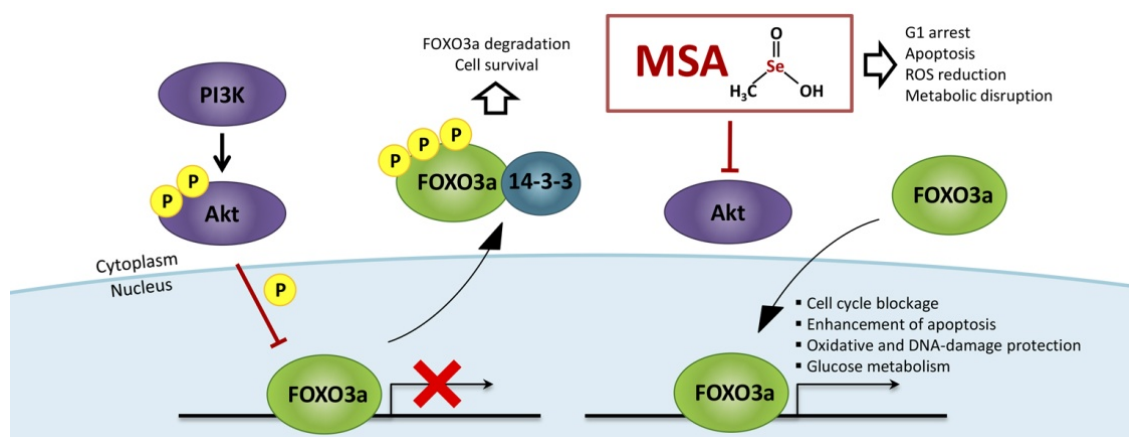 PI3K
P
P
Akt
Cytoplasm
Nucleus
P
FOXO3a
FOXO3a degradation
Cell survival
P
P
P
FOXO3a
14-3-3
MSA
O
Se
H₃C
OH
G1 arrest
Apoptosis
ROS reduction
Metabolic disruption
Akt
FOXO3a
▪ Cell cycle blockage
▪ Enhancement of apoptosis
▪ Oxidative and DNA-damage protection
▪ Glucose metabolism
FOXO3a